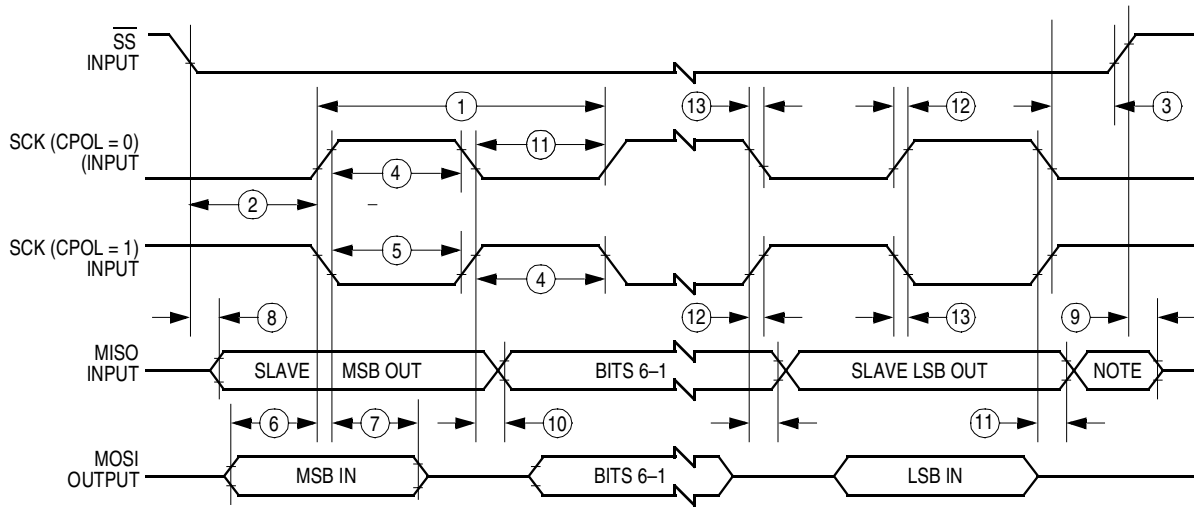 SS
INPUT
1
13
12
3
SCK (CPOL = 0)
(INPUT
11
4
2
–
SCK (CPOL = 1)
INPUT
5
4
8
12
13
9
MISO
INPUT
SLAVE MSB OUT
BITS 6–1
SLAVE LSB OUT
NOTE
6
7
10
11
MOSI
OUTPUT
MSB IN
BITS 6–1
LSB IN